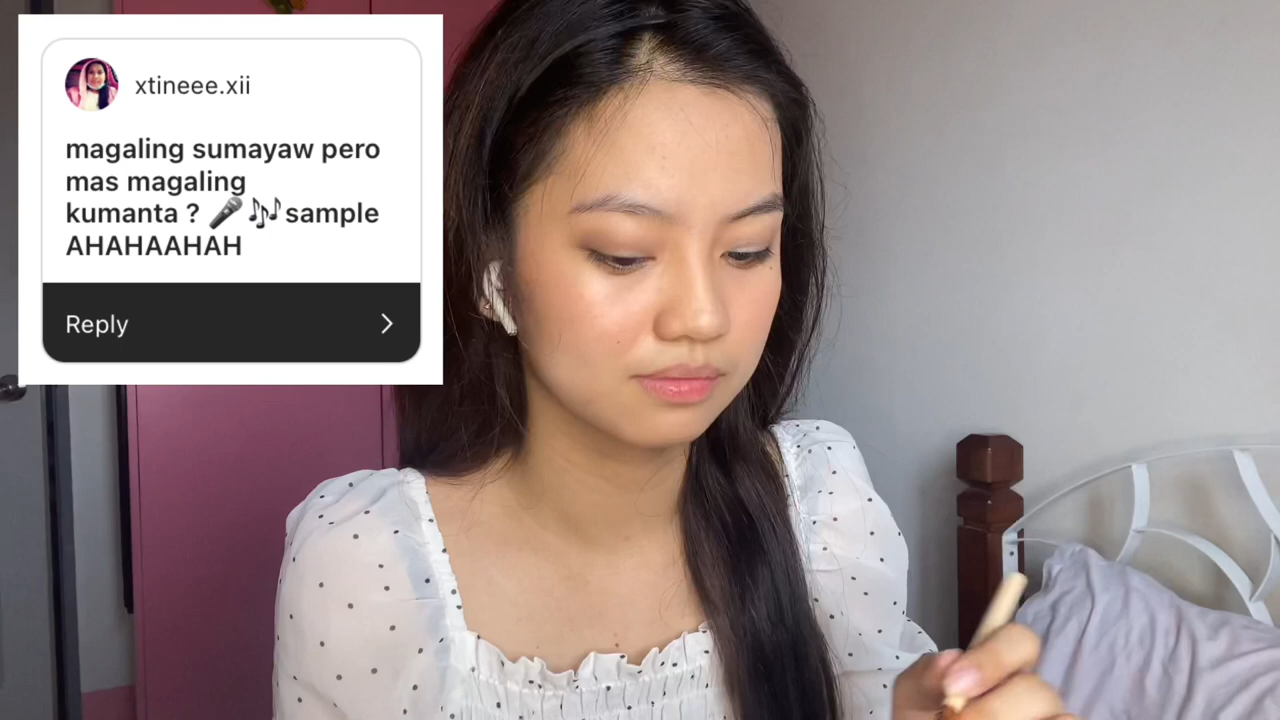 xtineee.xii
magaling sumayaw pero
mas magaling
kumanta ? 🎤🎶sample
AHAHAAHAH
Reply